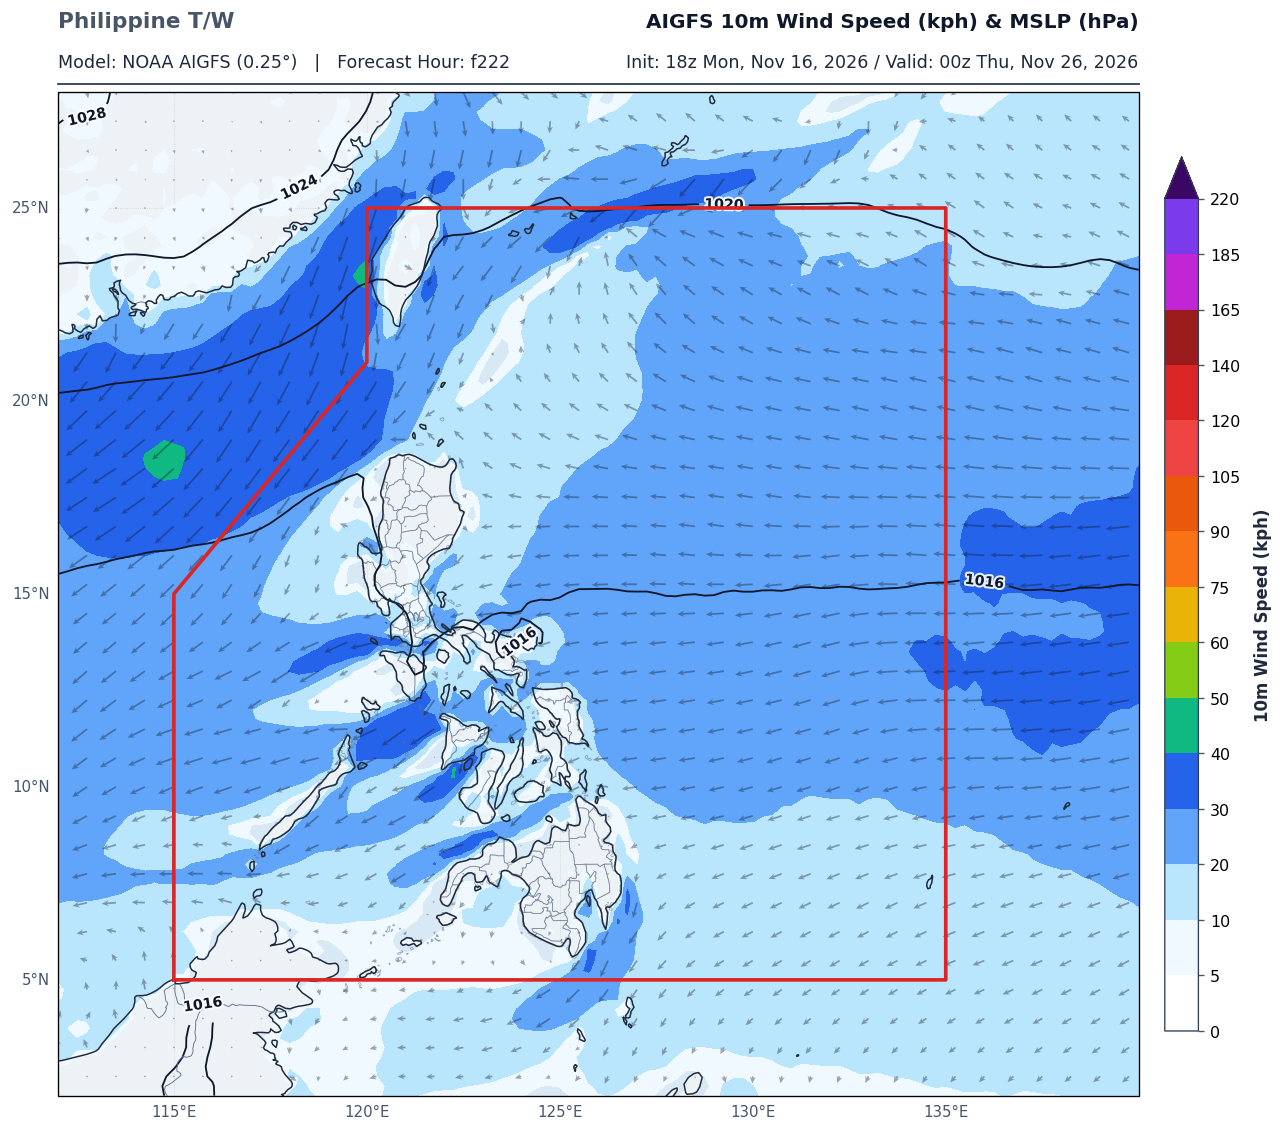 Philippine T/W
AIGFS 10m Wind Speed (kph) & MSLP (hPa)
Model: NOAA AIGFS (0.25°) | Forecast Hour: f222
Init: 18z Mon, Nov 16, 2026 / Valid: 00z Thu, Nov 26, 2026
1028
1024
1020
1016
1016
1016
25°N
20°N
15°N
10°N
5°N
115°E
120°E
125°E
130°E
135°E
220
185
165
140
120
105
90
75
60
50
40
30
20
10
5
0
10m Wind Speed (kph)